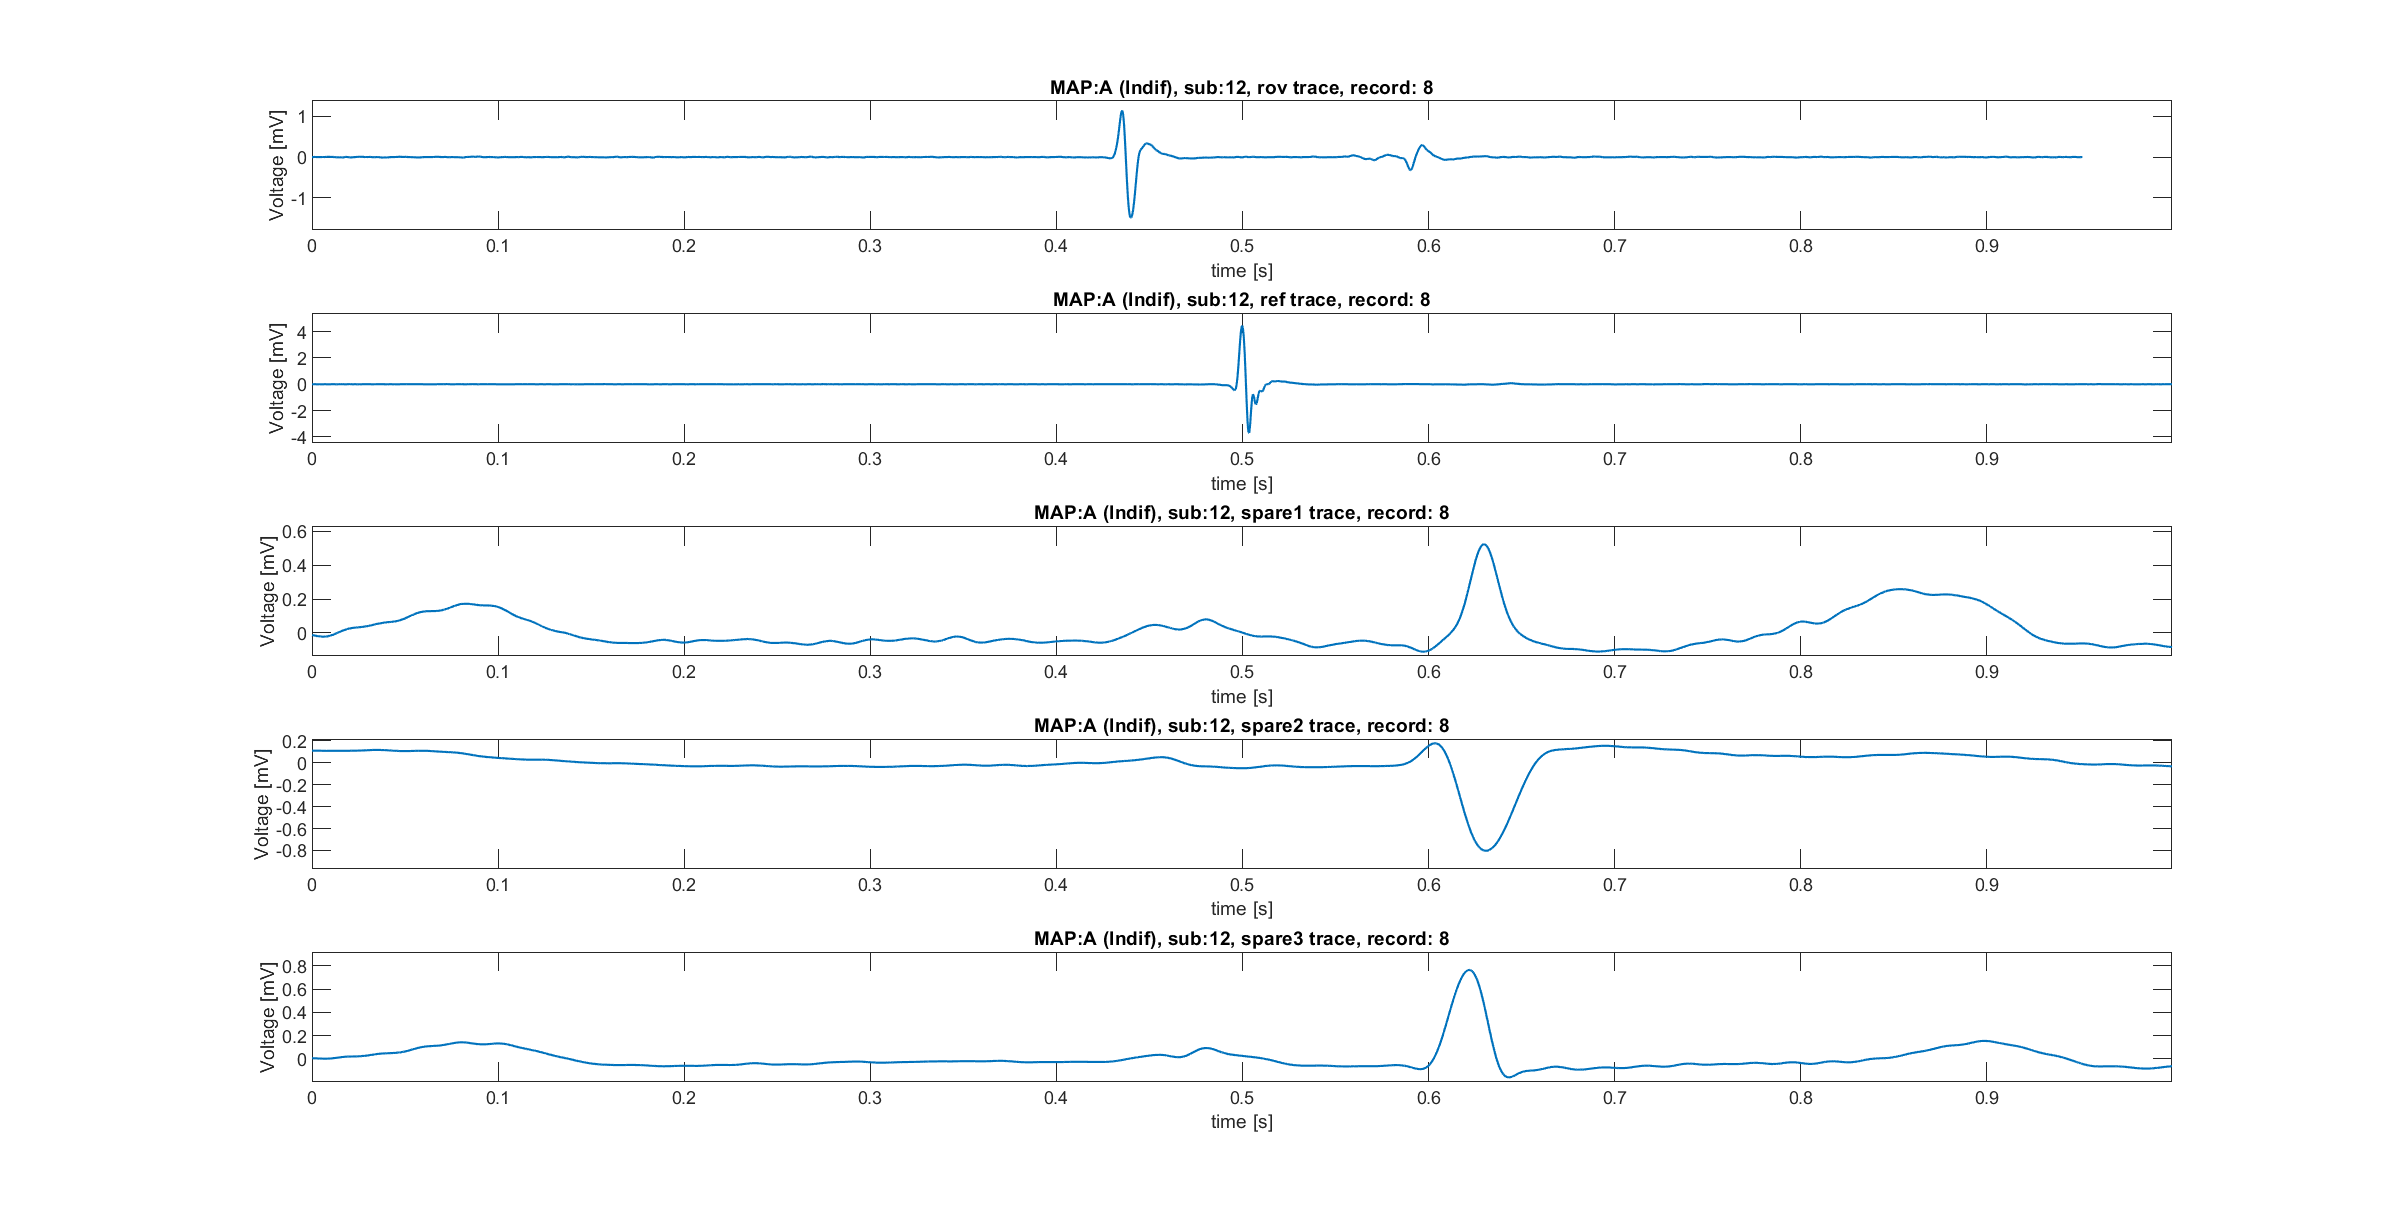 MAP:A (Indif), sub:12, rov trace, record: 8
Voltage [mV]
1
0
-1
0 0.1 0.2 0.3 0.4 0.5 0.6 0.7 0.8 0.9
time [s]
MAP:A (Indif), sub:12, ref trace, record: 8
Voltage [mV]
4
2
0
-2
-4
0 0.1 0.2 0.3 0.4 0.5 0.6 0.7 0.8 0.9
time [s]
MAP:A (Indif), sub:12, spare1 trace, record: 8
Voltage [mV]
0.6
0.4
0.2
0
0 0.1 0.2 0.3 0.4 0.5 0.6 0.7 0.8 0.9
time [s]
MAP:A (Indif), sub:12, spare2 trace, record: 8
Voltage [mV]
0.2
0
-0.2
-0.4
-0.6
-0.8
0 0.1 0.2 0.3 0.4 0.5 0.6 0.7 0.8 0.9
time [s]
MAP:A (Indif), sub:12, spare3 trace, record: 8
Voltage [mV]
0.8
0.6
0.4
0.2
0
0 0.1 0.2 0.3 0.4 0.5 0.6 0.7 0.8 0.9
time [s]